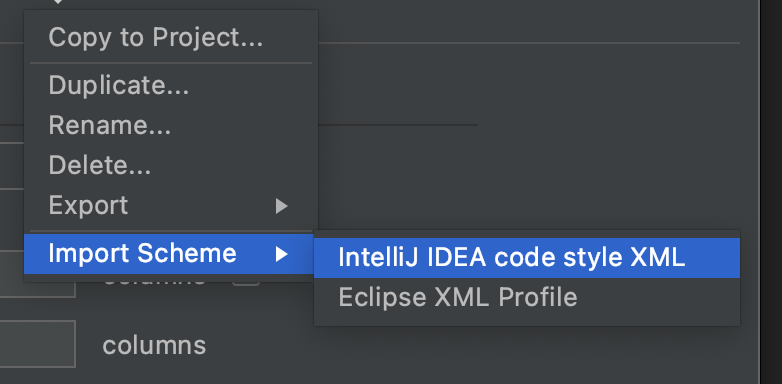 Copy to Project...
Duplicate...
Rename...
Delete...
Export
Import Scheme
IntelliJ IDEA code style XML
Eclipse XML Profile
columns
columns